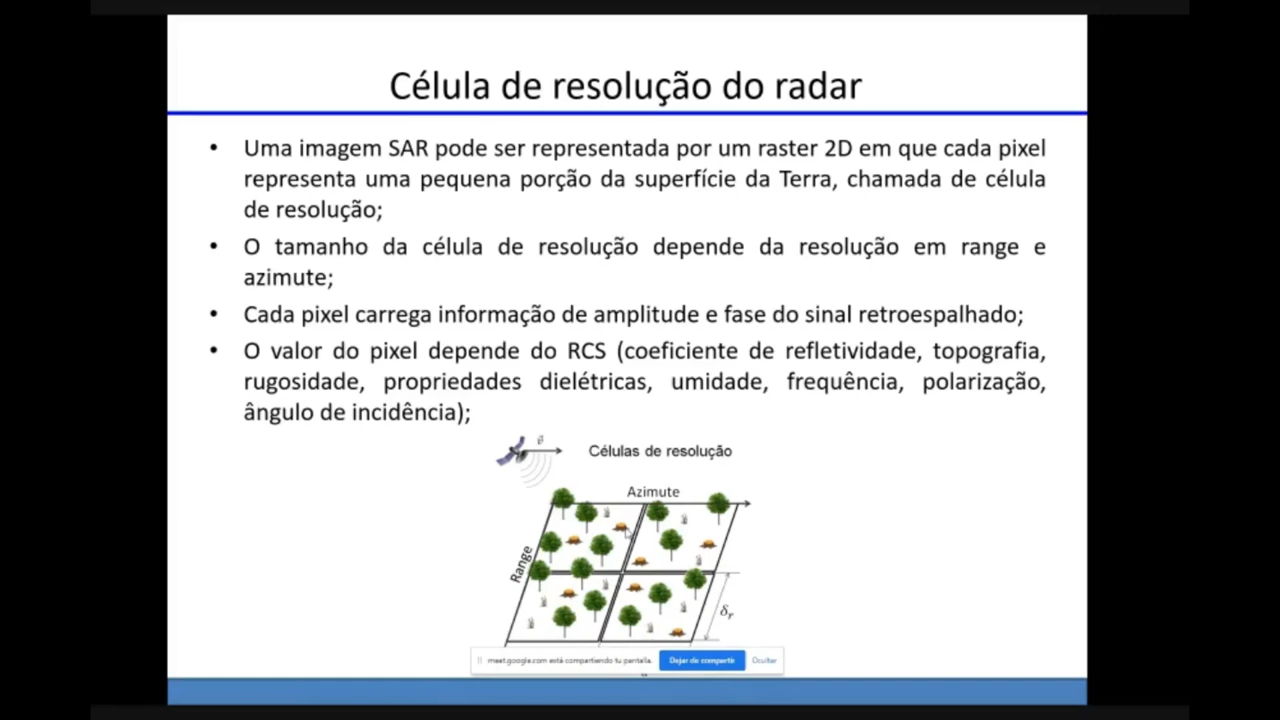 Célula de resolução do radar
• Uma imagem SAR pode ser representada por um raster 2D em que cada pixel
representa uma pequena porção da superfície da Terra, chamada de célula
de resolução;
• O tamanho da célula de resolução depende da resolução em range e
azimute;
• Cada pixel carrega informação de amplitude e fase do sinal retroespalhado;
• O valor do pixel depende do RCS (coeficiente de refletividade, topografia,
rugosidade, propriedades dielétricas, umidade, frequência, polarização,
ângulo de incidência);
Células de resolução
Azimute
Range
δr
meet.google.com está compartiendo tu pantalla. Dejar de compartir Ocultar